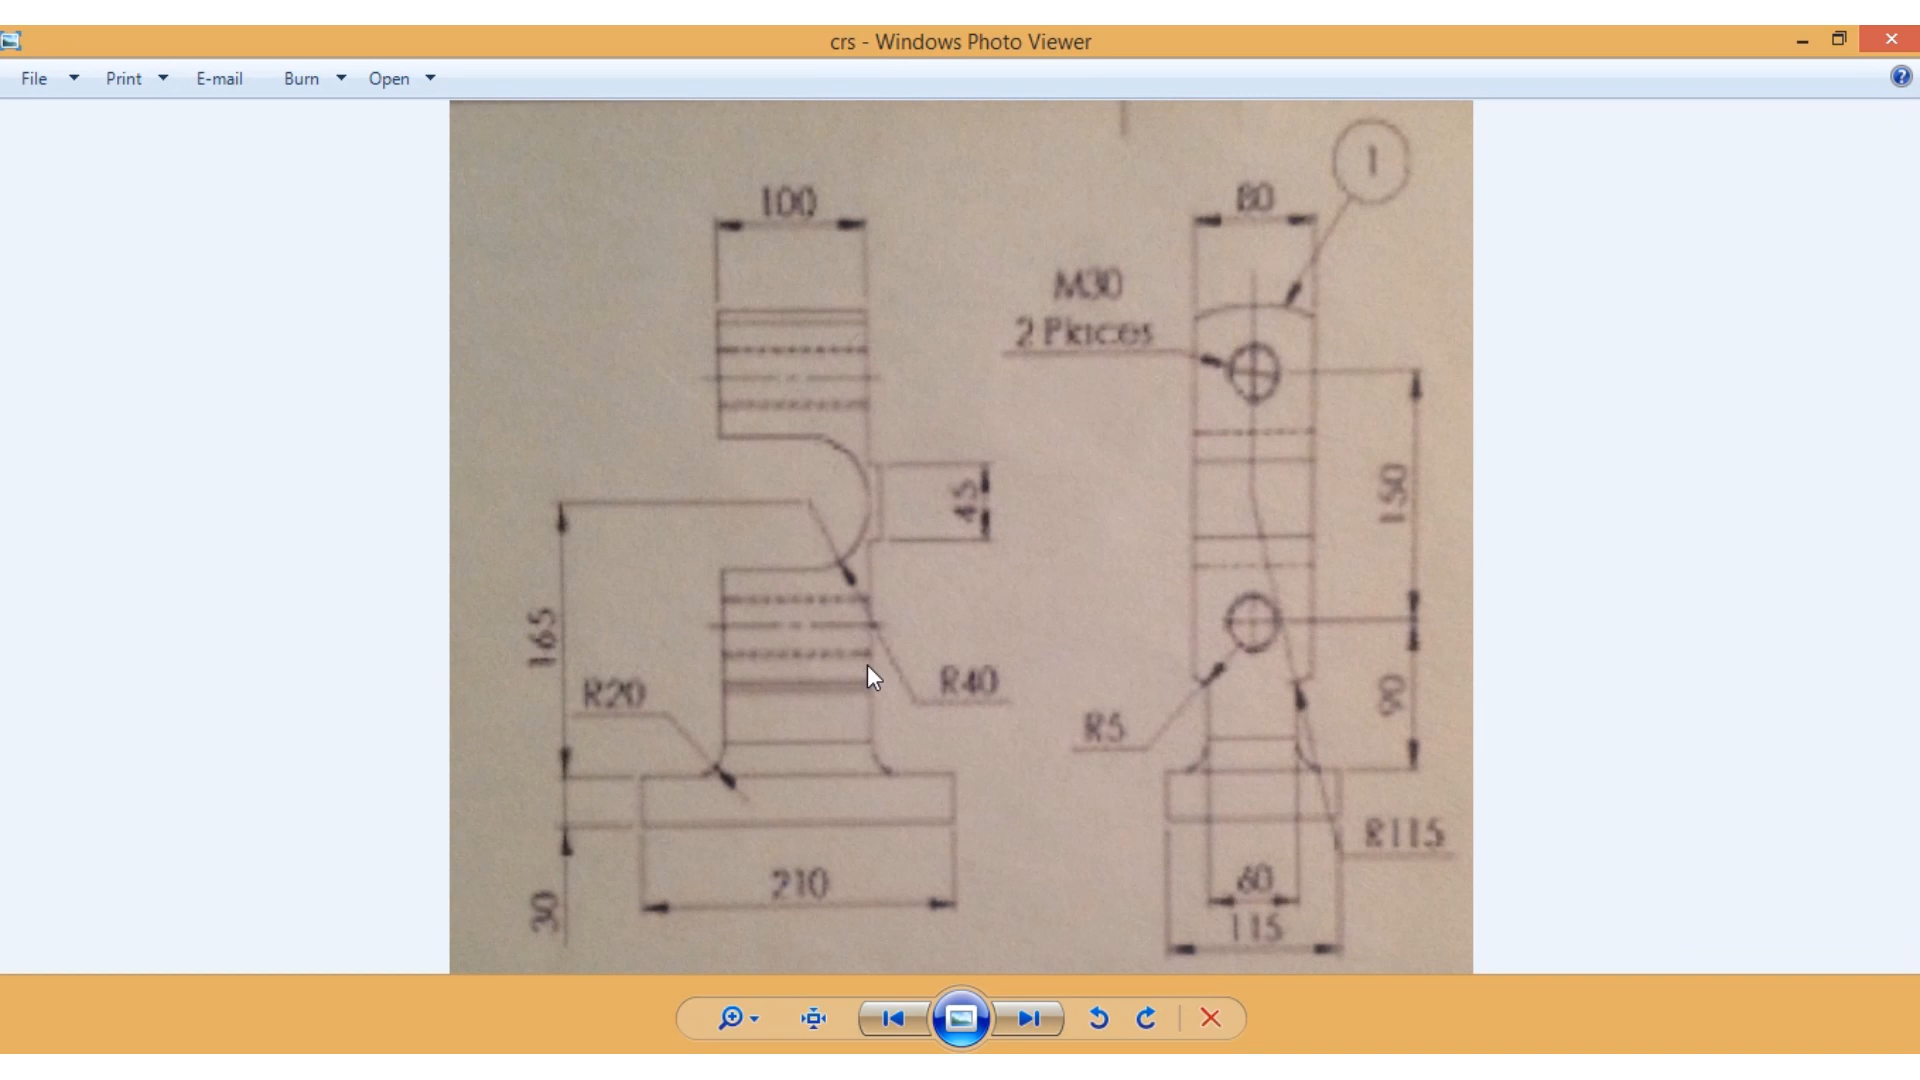 crs - Windows Photo Viewer
File Print E-mail Burn Open
1
100
80
M30
2 Places
45
150
165
R20
R40
R5
90
R115
30
210
60
115